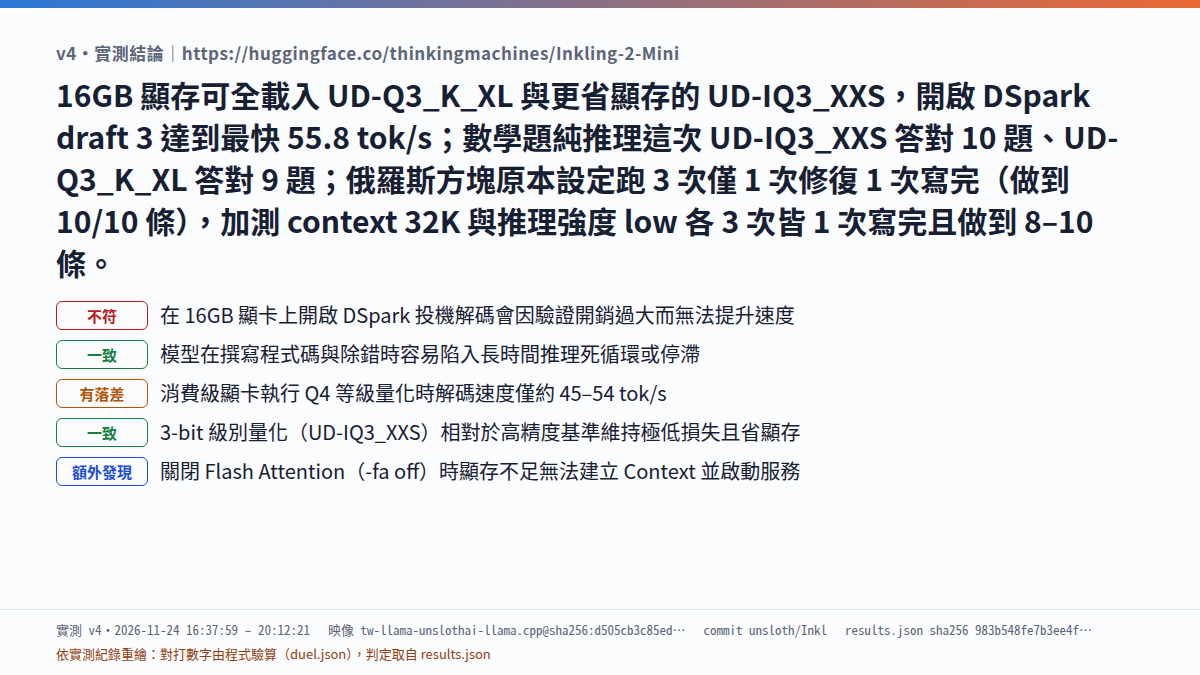 v4・實測結論｜https://huggingface.co/thinkingmachines/Inkling-2-Mini
16GB 顯存可全載入 UD-Q3_K_XL 與更省顯存的 UD-IQ3_XXS，開啟 DSpark
draft 3 達到最快 55.8 tok/s；數學題純推理這次 UD-IQ3_XXS 答對 10 題、UD-
Q3_K_XL 答對 9 題；俄羅斯方塊原本設定跑 3 次僅 1 次修復 1 次寫完（做到
10/10 條），加測 context 32K 與推理強度 low 各 3 次皆 1 次寫完且做到 8–10
條。
不符 在 16GB 顯卡上開啟 DSpark 投機解碼會因驗證開銷過大而無法提升速度
一致 模型在撰寫程式碼與除錯時容易陷入長時間推理死循環或停滯
有落差 消費級顯卡執行 Q4 等級量化時解碼速度僅約 45–54 tok/s
一致 3-bit 級別量化（UD-IQ3_XXS）相對於高精度基準維持極低損失且省顯存
額外發現 關閉 Flash Attention（-fa off）時顯存不足無法建立 Context 並啟動服務
實測 v4・2026-11-24 16:37:59 – 20:12:21 映像 tw-llama-unslothai-llama.cpp@sha256:d505cb3c85ed… commit unsloth/Inkl results.json sha256 983b548fe7b3ee4f…
依實測紀錄重繪：對打數字由程式驗算（duel.json），判定取自 results.json